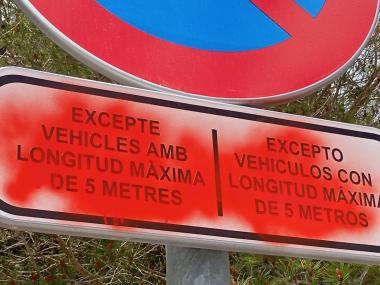 EXCEPTE
VEHICLES AMB
LONGITUD MÀXIMA
DE 5 METRES
EXCEPTO
VEHICULOS CON
LONGITUD MÁXIMA
DE 5 METROS